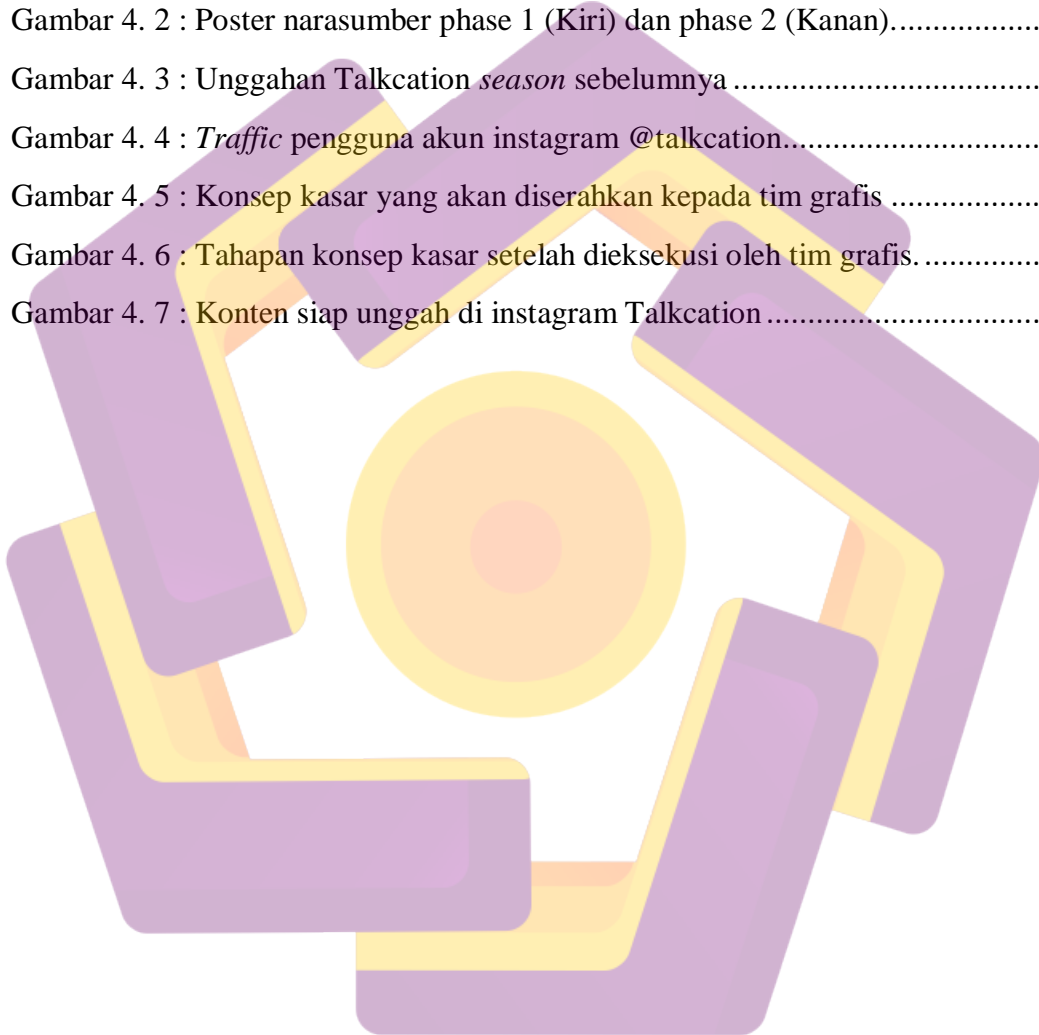 Gambar 4. 2 : Poster narasumber phase 1 (Kiri) dan phase 2 (Kanan)..................
Gambar 4. 3 : Unggahan Talkcation season sebelumnya .....................................
Gambar 4. 4 : Traffic pengguna akun instagram @talkcation...............................
Gambar 4. 5 : Konsep kasar yang akan diserahkan kepada tim grafis ..................
Gambar 4. 6 : Tahapan konsep kasar setelah dieksekusi oleh tim grafis. ..............
Gambar 4. 7 : Konten siap unggah di instagram Talkcation .................................